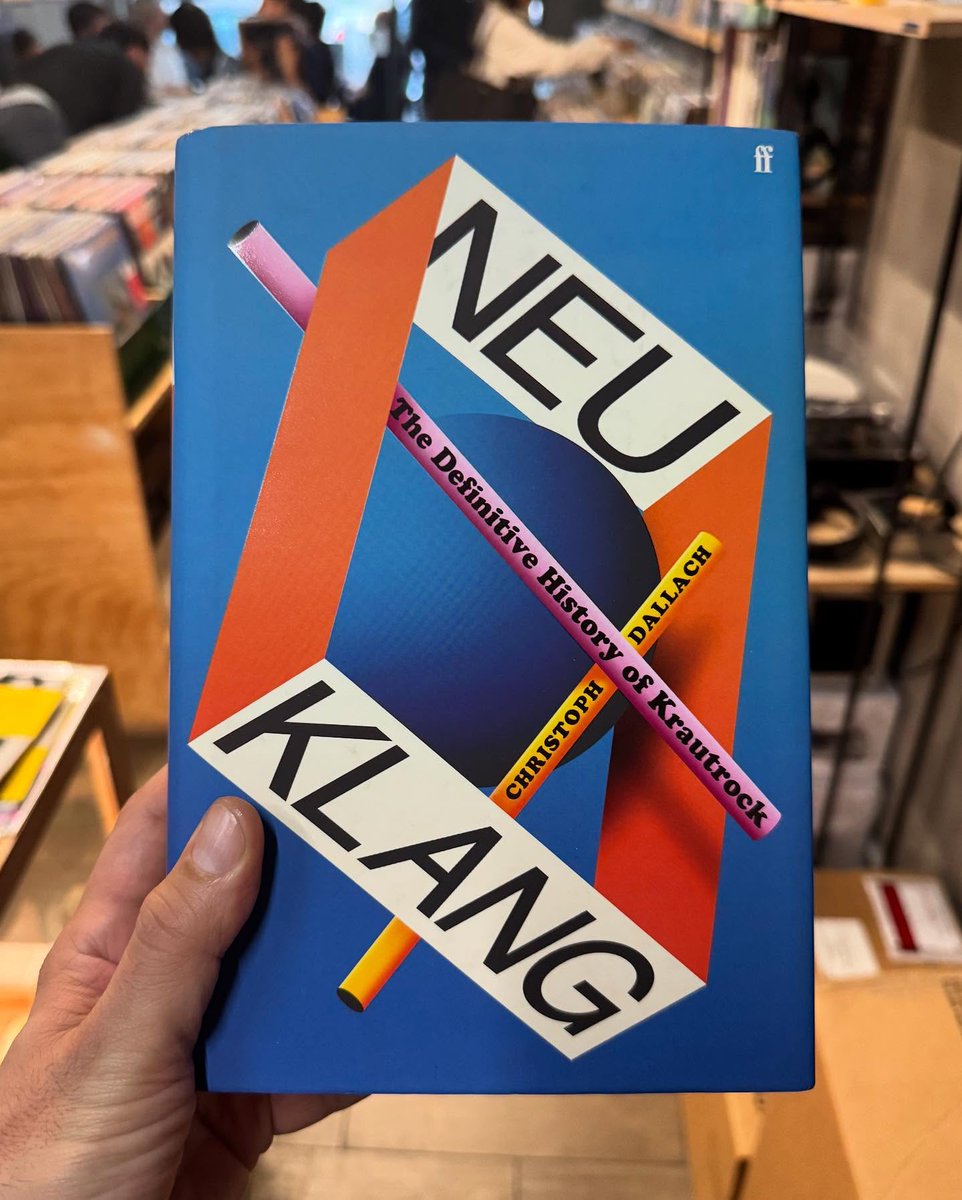 ff
NEU
The Definitive History of Krautrock
CHRISTOPH DALLACH
KLANG